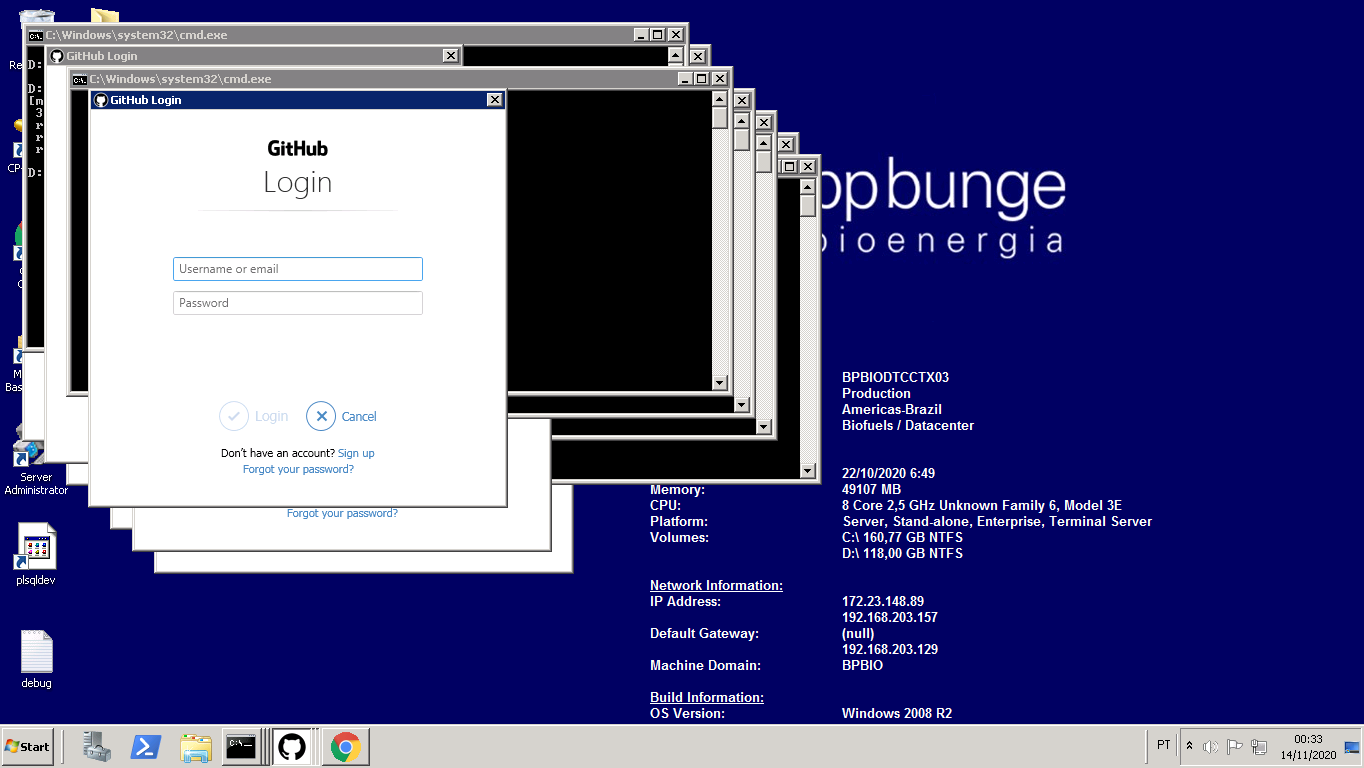 C:\Windows\system32\cmd.exe
GitHub Login
C:\Windows\system32\cmd.exe
GitHub Login
GitHub
Login
Username or email
Password
Login
Cancel
Don't have an account? Sign up
Forgot your password?
Forgot your password?
D:
D:
[m
3
r
r
r
D:
Server
Administrator
plsqldev
debug
bunge
bioenergia
BPBIODTCCTX03
Production
Americas-Brazil
Biofuels / Datacenter
22/10/2020 6:49
Memory: 49107 MB
CPU: 8 Core 2,5 GHz Unknown Family 6, Model 3E
Platform: Server, Stand-alone, Enterprise, Terminal Server
Volumes: C:\ 160,77 GB NTFS
D:\ 118,00 GB NTFS
Network Information:
IP Address: 172.23.148.89
192.168.203.157
Default Gateway: (null)
192.168.203.129
Machine Domain: BPBIO
Build Information:
OS Version: Windows 2008 R2
Start
PT
00:33
14/11/2020